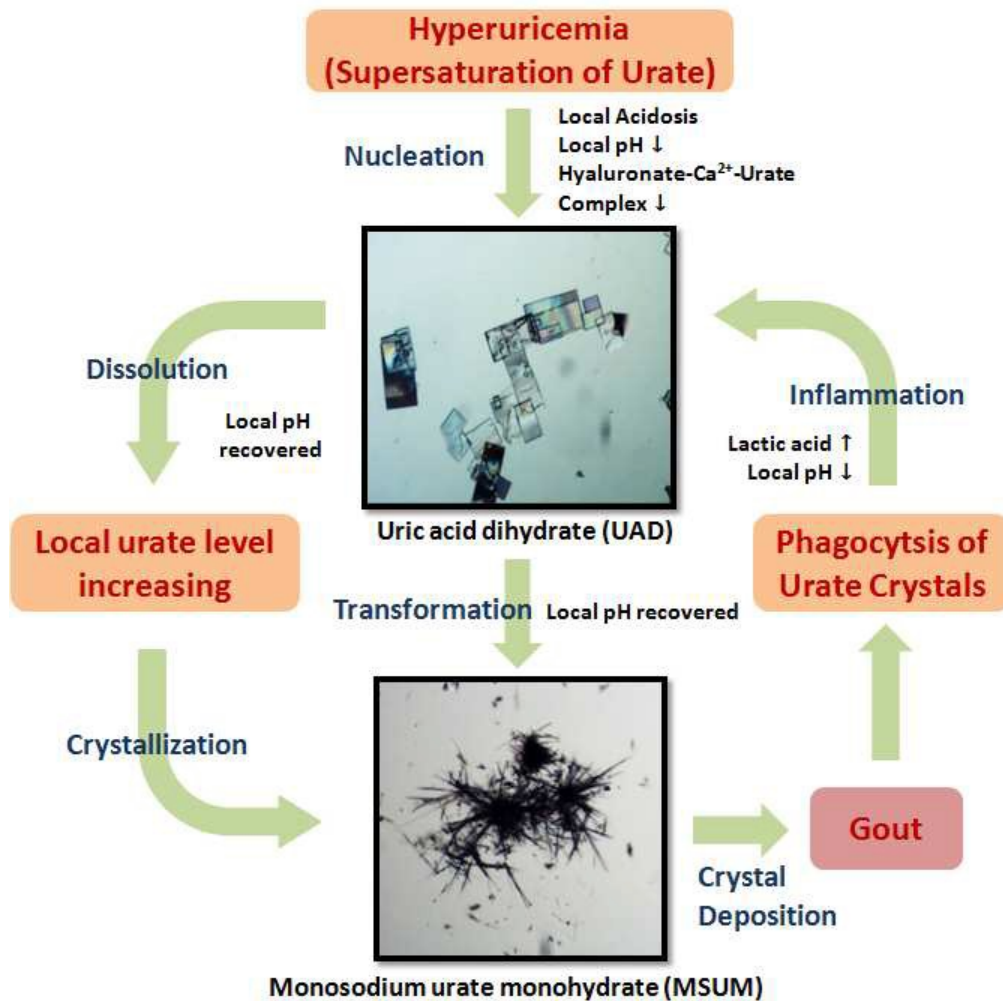 Hyperuricemia
(Supersaturation of Urate)
Nucleation
Local Acidosis
Local pH ↓
Hyaluronate-Ca²⁺-Urate
Complex ↓
Dissolution
Local pH
recovered
Inflammation
Lactic acid ↑
Local pH ↓
Uric acid dihydrate (UAD)
Local urate level
increasing
Phagocytsis of
Urate Crystals
Transformation
Local pH recovered
Crystallization
Gout
Crystal
Deposition
Monosodium urate monohydrate (MSUM)